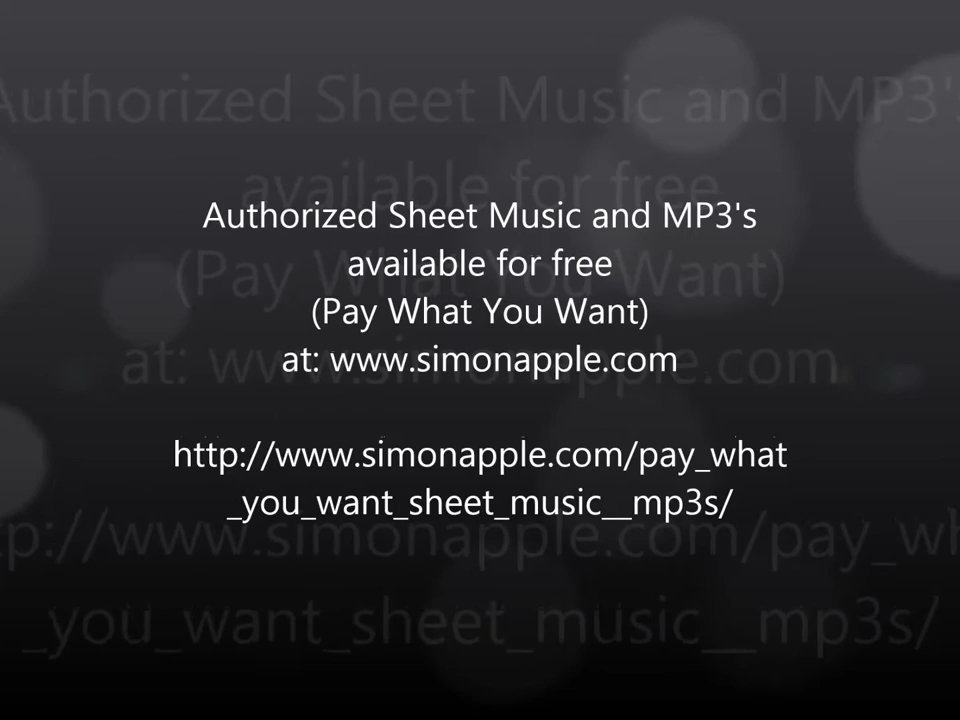 Authorized Sheet Music and MP3's
available for free
(Pay What You Want)
at: www.simonapple.com
http://www.simonapple.com/pay_what
_you_want_sheet_music__mp3s/